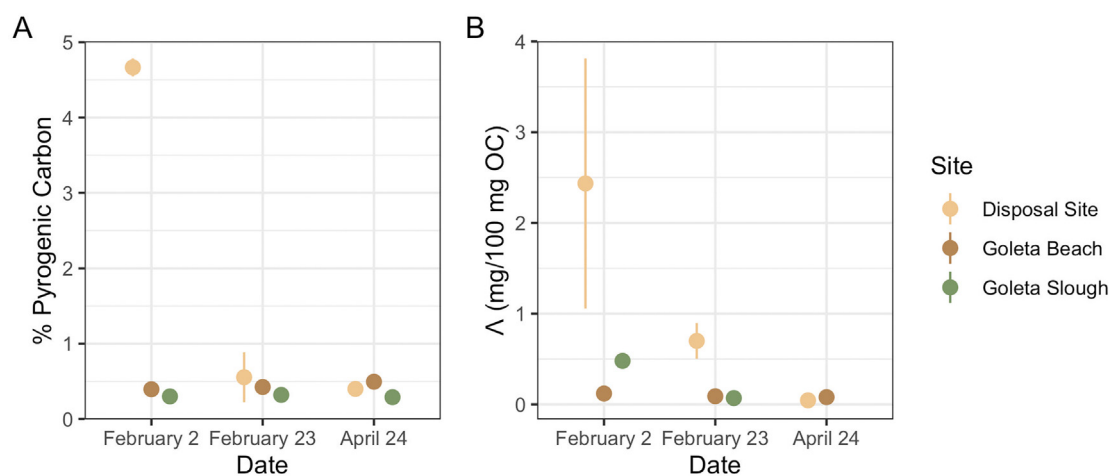 A
% Pyrogenic Carbon
5
4
3
2
1
0
February 2
February 23
April 24
Date
B
Λ (mg/100 mg OC)
4
3
2
1
0
February 2
February 23
April 24
Date
Site
Disposal Site
Goleta Beach
Goleta Slough